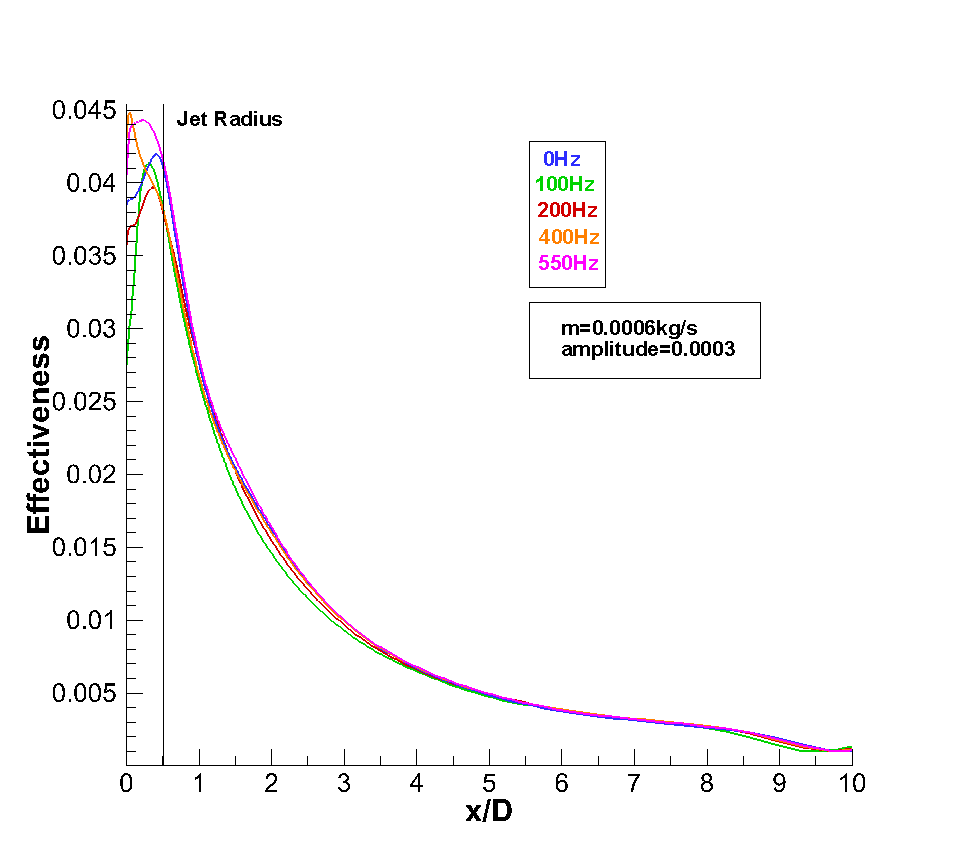 0.045
0.04
0.035
0.03
0.025
0.02
0.015
0.01
0.005
Effectiveness
Jet Radius
0Hz
100Hz
200Hz
400Hz
550Hz
m=0.0006kg/s
amplitude=0.0003
0 1 2 3 4 5 6 7 8 9 10
x/D